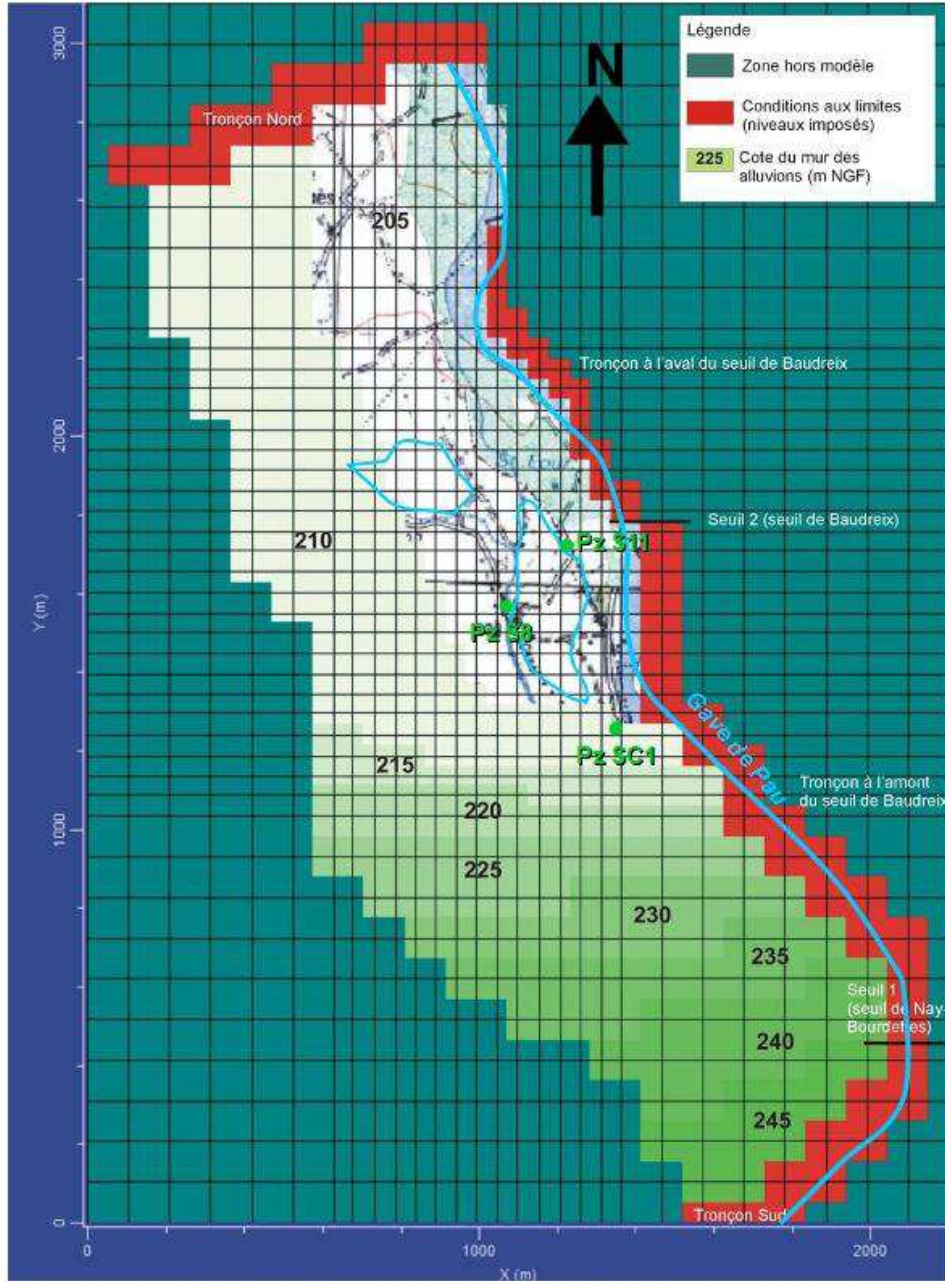 3000
2000
1000
0
Y (m)
0
1000
2000
X (m)
N
Légende
Zone hors modèle
Conditions aux limites
(niveaux imposés)
225
Cote du mur des
alluvions (m NGF)
Tronçon Nord
205
Tronçon à l'aval du seuil de Baudreix
Seuil 2 (seuil de Baudreix)
210
Pz S11
Pz S8
Pz SC1
Gave de Pau
215
Tronçon à l'amont
du seuil de Baudreix
220
225
230
235
Seuil 1
(seuil de Nay-
Bourdettes)
240
245
Tronçon Sud